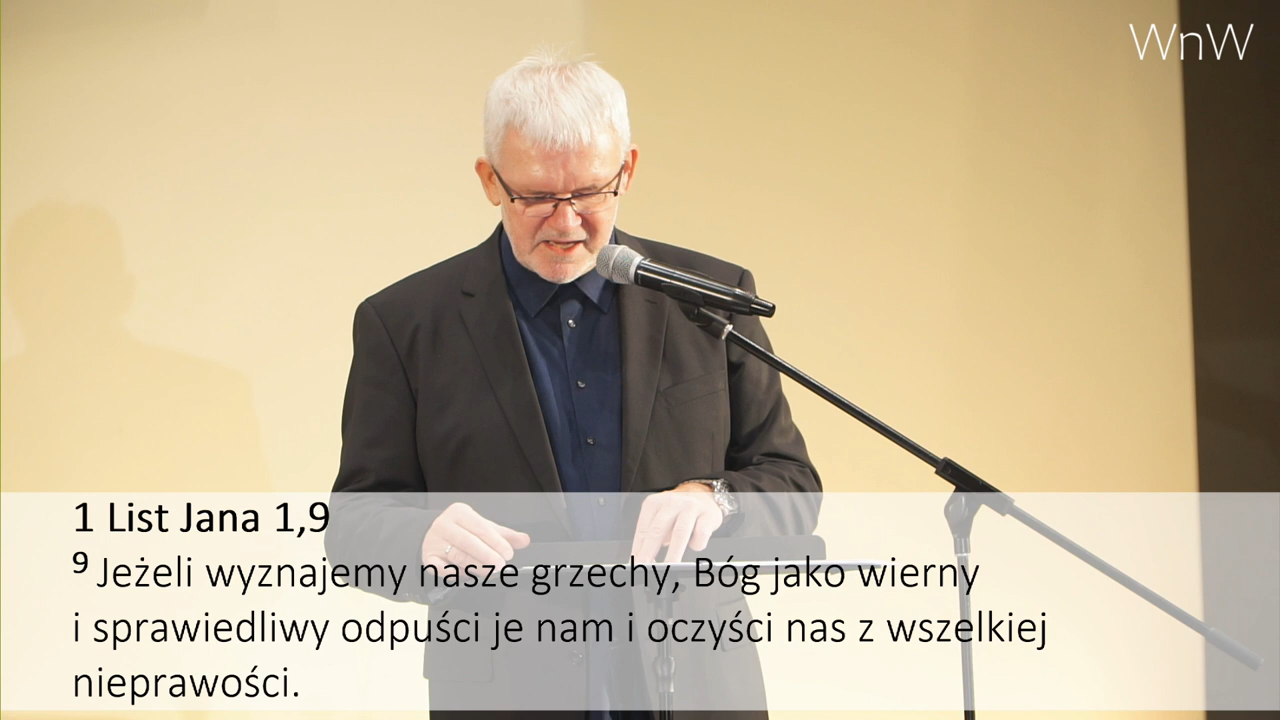 WnW
1 List Jana 1,9
9 Jeżeli wyznajemy nasze grzechy, Bóg jako wierny
i sprawiedliwy odpuści je nam i oczyści nas z wszelkiej
nieprawości.